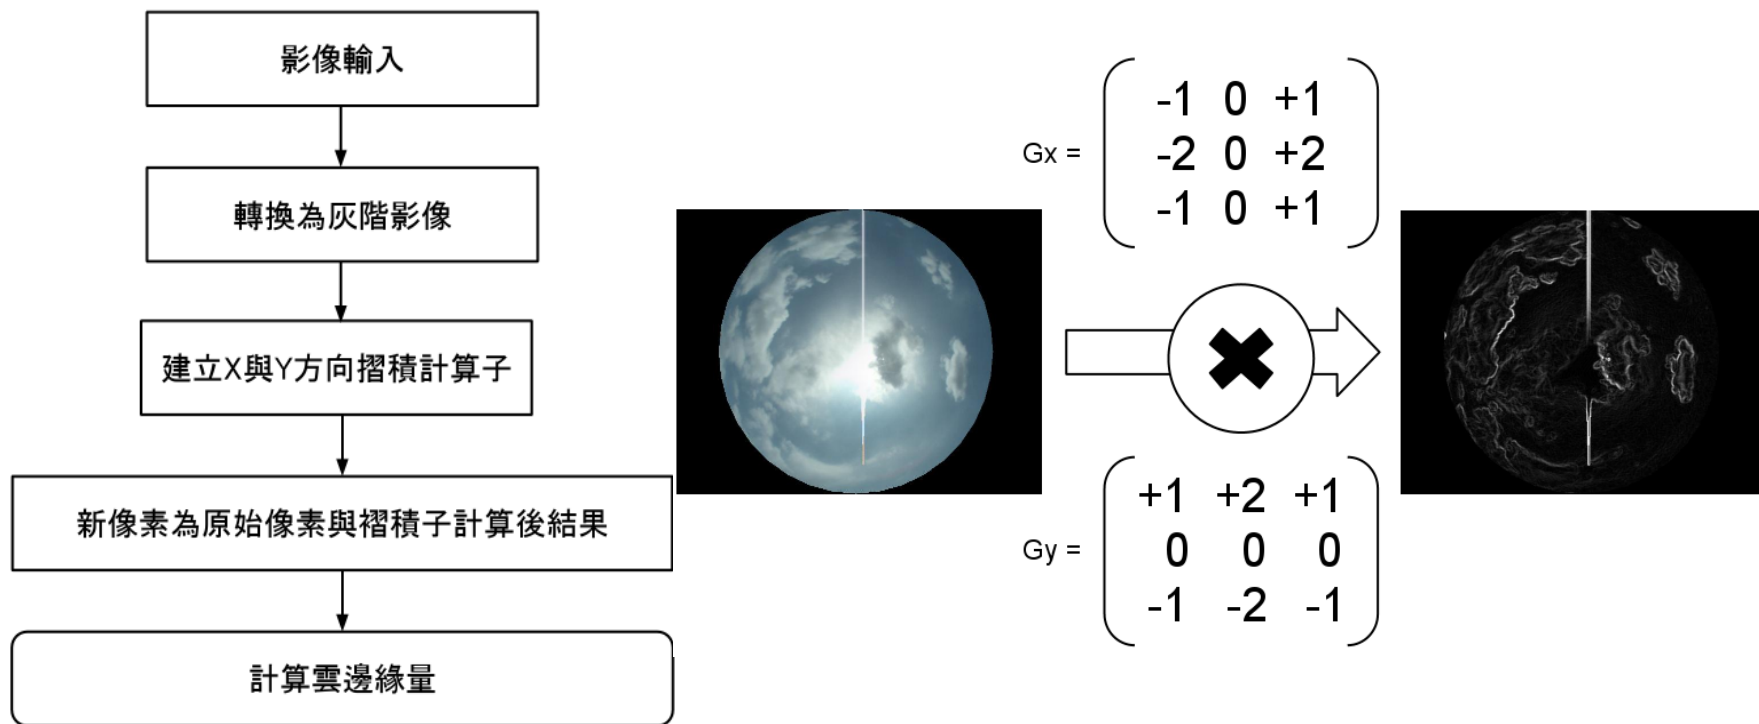 影像輸入
轉換為灰階影像
建立X與Y方向摺積計算子
新像素為原始像素與褶積子計算後結果
計算雲邊緣量
Gx =
-1 0 +1
-2 0 +2
-1 0 +1
Gy =
+1 +2 +1
0 0 0
-1 -2 -1